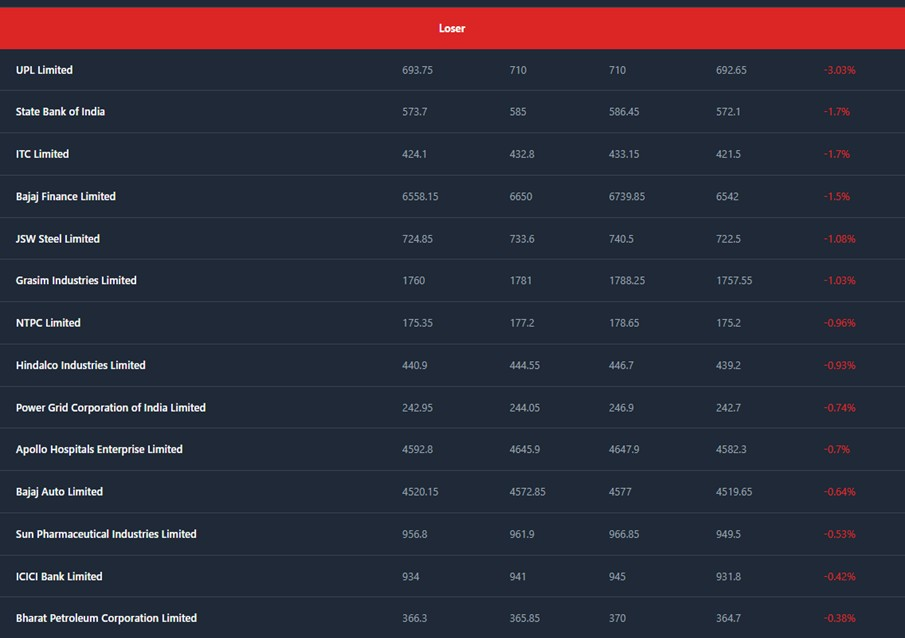 Loser
UPL Limited 693.75 710 710 692.65 -3.03%
State Bank of India 573.7 585 586.45 572.1 -1.7%
ITC Limited 424.1 432.8 433.15 421.5 -1.7%
Bajaj Finance Limited 6558.15 6650 6739.85 6542 -1.5%
JSW Steel Limited 724.85 733.6 740.5 722.5 -1.08%
Grasim Industries Limited 1760 1781 1788.25 1757.55 -1.03%
NTPC Limited 175.35 177.2 178.65 175.2 -0.96%
Hindalco Industries Limited 440.9 444.55 446.7 439.2 -0.93%
Power Grid Corporation of India Limited 242.95 244.05 246.9 242.7 -0.74%
Apollo Hospitals Enterprise Limited 4592.8 4645.9 4647.9 4582.3 -0.7%
Bajaj Auto Limited 4520.15 4572.85 4577 4519.65 -0.64%
Sun Pharmaceutical Industries Limited 956.8 961.9 966.85 949.5 -0.53%
ICICI Bank Limited 934 941 945 931.8 -0.42%
Bharat Petroleum Corporation Limited 366.3 365.85 370 364.7 -0.38%